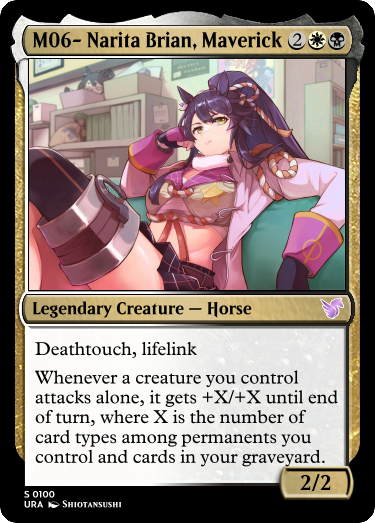 M06- Narita Brian, Maverick 2
Legendary Creature — Horse
Deathtouch, lifelink
Whenever a creature you control
attacks alone, it gets +X/+X until end
of turn, where X is the number of
card types among permanents you
control and cards in your graveyard.
2/2
S 0100
URA Shiotansushi